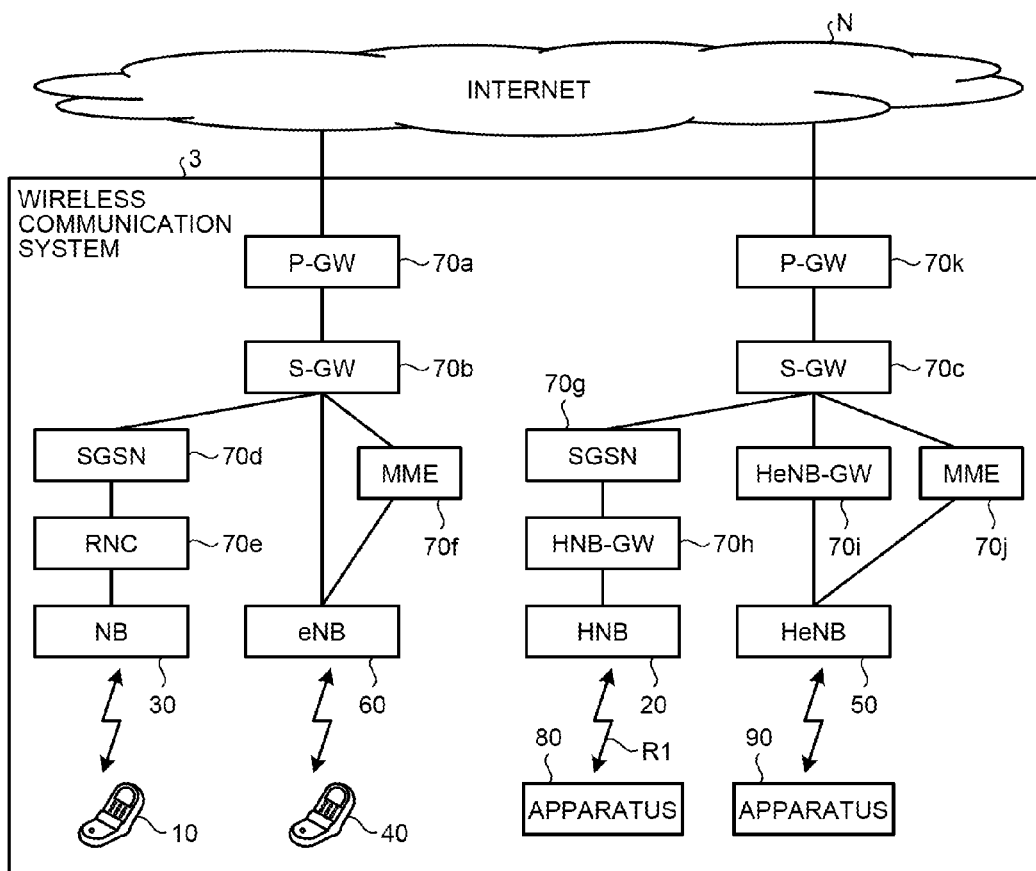 N
INTERNET
3
WIRELESS
COMMUNICATION
SYSTEM
P-GW 70a
P-GW 70k
S-GW 70b
S-GW 70c
70g
SGSN 70d
MME
SGSN
HeNB-GW
MME
RNC 70e
70f
HNB-GW 70h
70i
70j
NB
eNB
HNB
HeNB
30
60
20
50
80
R1
90
10
40
APPARATUS
APPARATUS